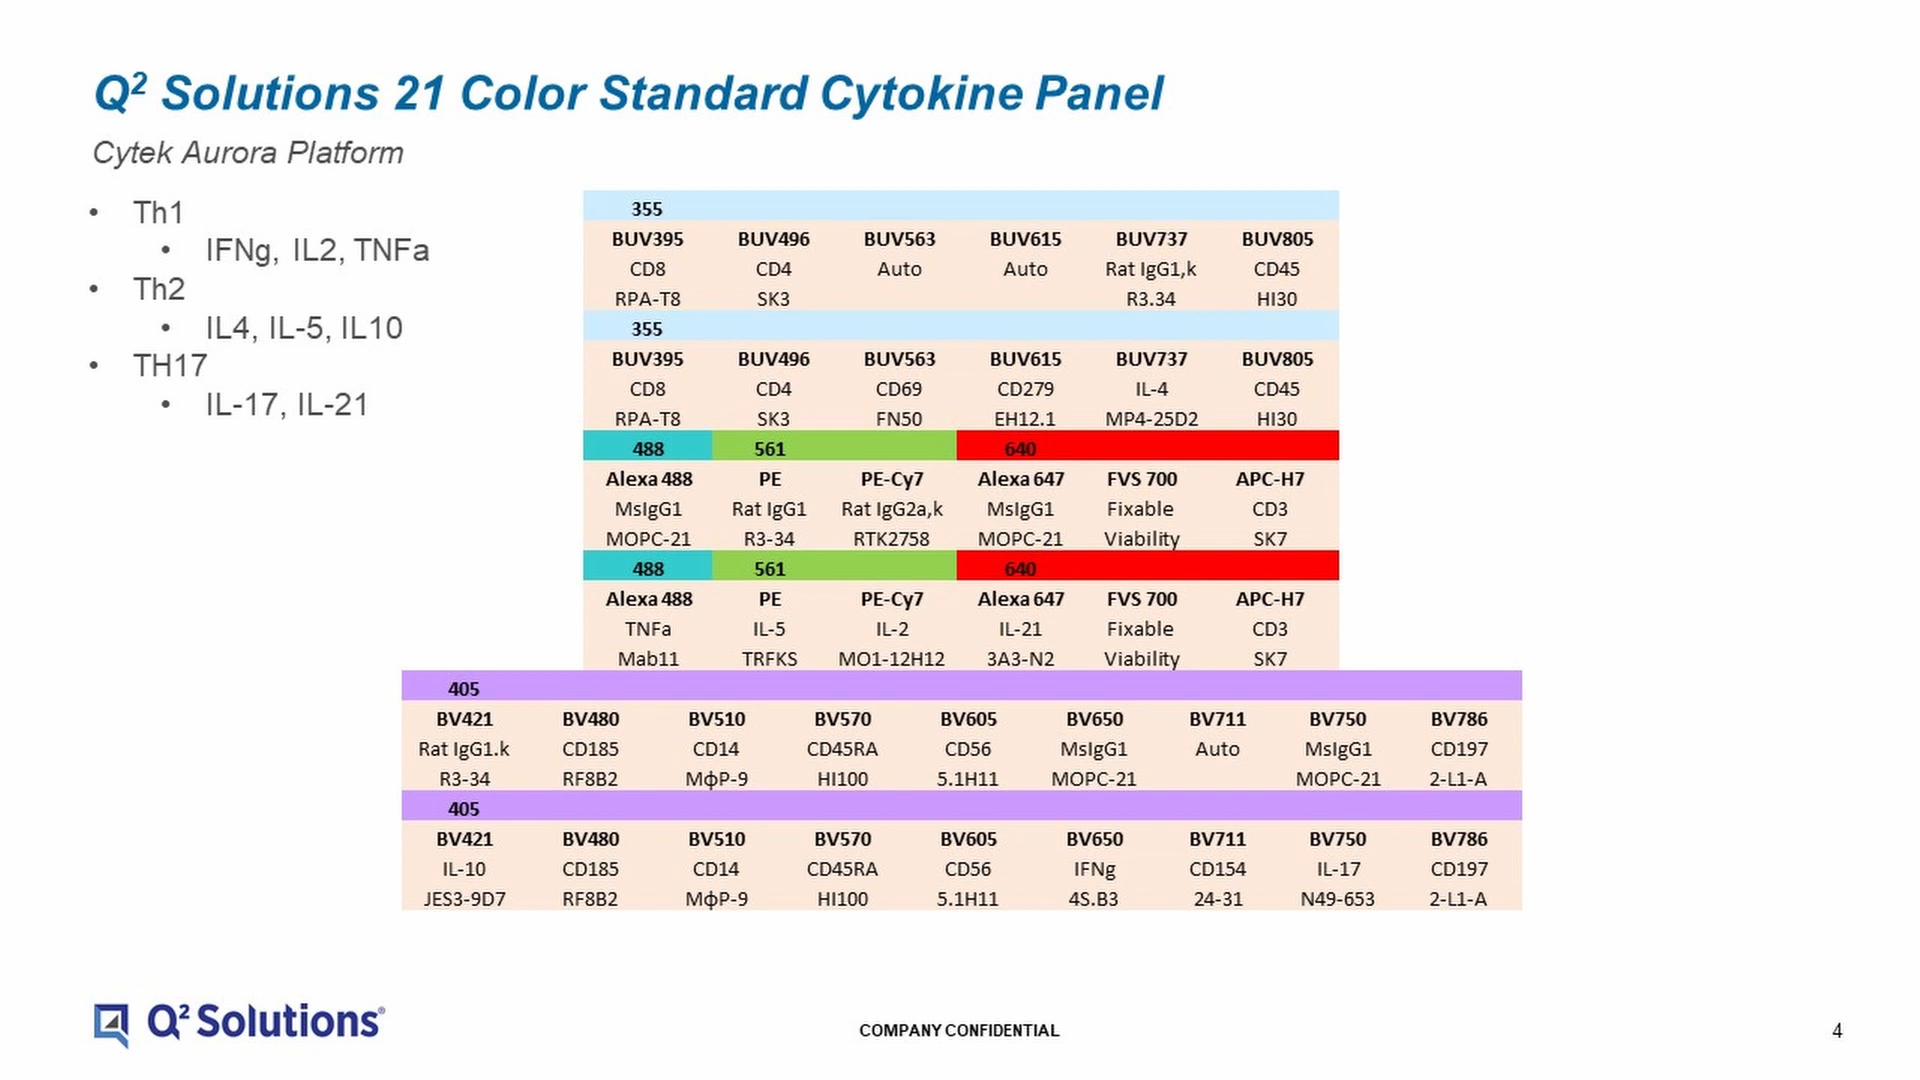 Q² Solutions 21 Color Standard Cytokine Panel
Cytek Aurora Platform
• Th1
• IFNg, IL2, TNFa
• Th2
• IL4, IL-5, IL10
• TH17
• IL-17, IL-21
355
BUV395 BUV496 BUV563 BUV615 BUV737 BUV805
CD8 CD4 Auto Auto Rat IgG1,k CD45
RPA-T8 SK3 R3.34 HI30
355
BUV395 BUV496 BUV563 BUV615 BUV737 BUV805
CD8 CD4 CD69 CD279 IL-4 CD45
RPA-T8 SK3 FN50 EH12.1 MP4-25D2 HI30
488 561 640
Alexa 488 PE PE-Cy7 Alexa 647 FVS 700 APC-H7
MsIgG1 Rat IgG1 Rat IgG2a,k MsIgG1 Fixable CD3
MOPC-21 R3-34 RTK2758 MOPC-21 Viability SK7
488 561 640
Alexa 488 PE PE-Cy7 Alexa 647 FVS 700 APC-H7
TNFa IL-5 IL-2 IL-21 Fixable CD3
Mab11 TRFKS MO1-12H12 3A3-N2 Viability SK7
405
BV421 BV480 BV510 BV570 BV605 BV650 BV711 BV750 BV786
Rat IgG1.k CD185 CD14 CD45RA CD56 MsIgG1 Auto MsIgG1 CD197
R3-34 RF8B2 MφP-9 HI100 5.1H11 MOPC-21 MOPC-21 2-L1-A
405
BV421 BV480 BV510 BV570 BV605 BV650 BV711 BV750 BV786
IL-10 CD185 CD14 CD45RA CD56 IFNg CD154 IL-17 CD197
JES3-9D7 RF8B2 MφP-9 HI100 5.1H11 4S.B3 24-31 N49-653 2-L1-A
Q² Solutions®
COMPANY CONFIDENTIAL
4